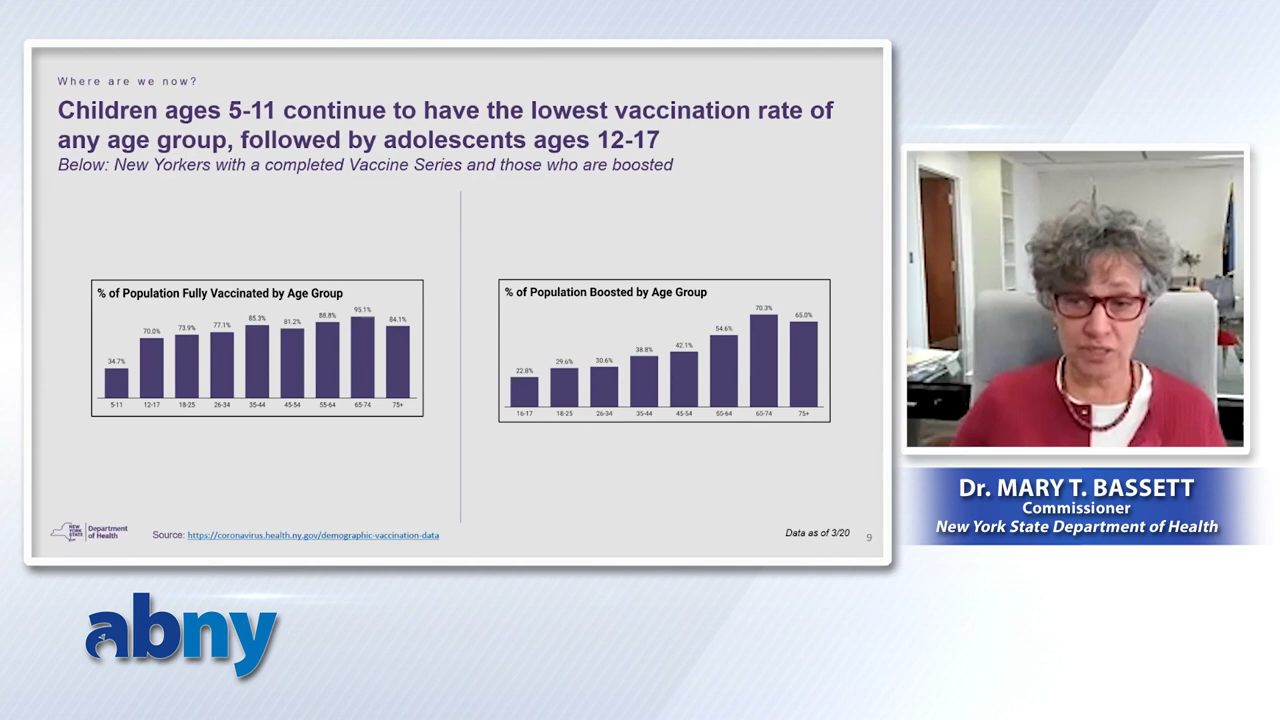 Where are we now?
Children ages 5-11 continue to have the lowest vaccination rate of
any age group, followed by adolescents ages 12-17
Below: New Yorkers with a completed Vaccine Series and those who are boosted
% of Population Fully Vaccinated by Age Group
34.7% 70.0% 73.9% 77.1% 85.3% 81.2% 88.8% 95.1% 84.1%
5-11 12-17 18-25 26-34 35-44 45-54 55-64 65-74 75+
% of Population Boosted by Age Group
22.8% 29.6% 30.6% 38.8% 42.1% 54.6% 70.3% 65.0%
16-17 18-25 26-34 35-44 45-54 55-64 65-74 75+
NEW
YORK
STATE
Department
of Health
Source: https://coronavirus.health.ny.gov/demographic-vaccination-data
Data as of 3/20
9
Dr. MARY T. BASSETT
Commissioner
New York State Department of Health
abny